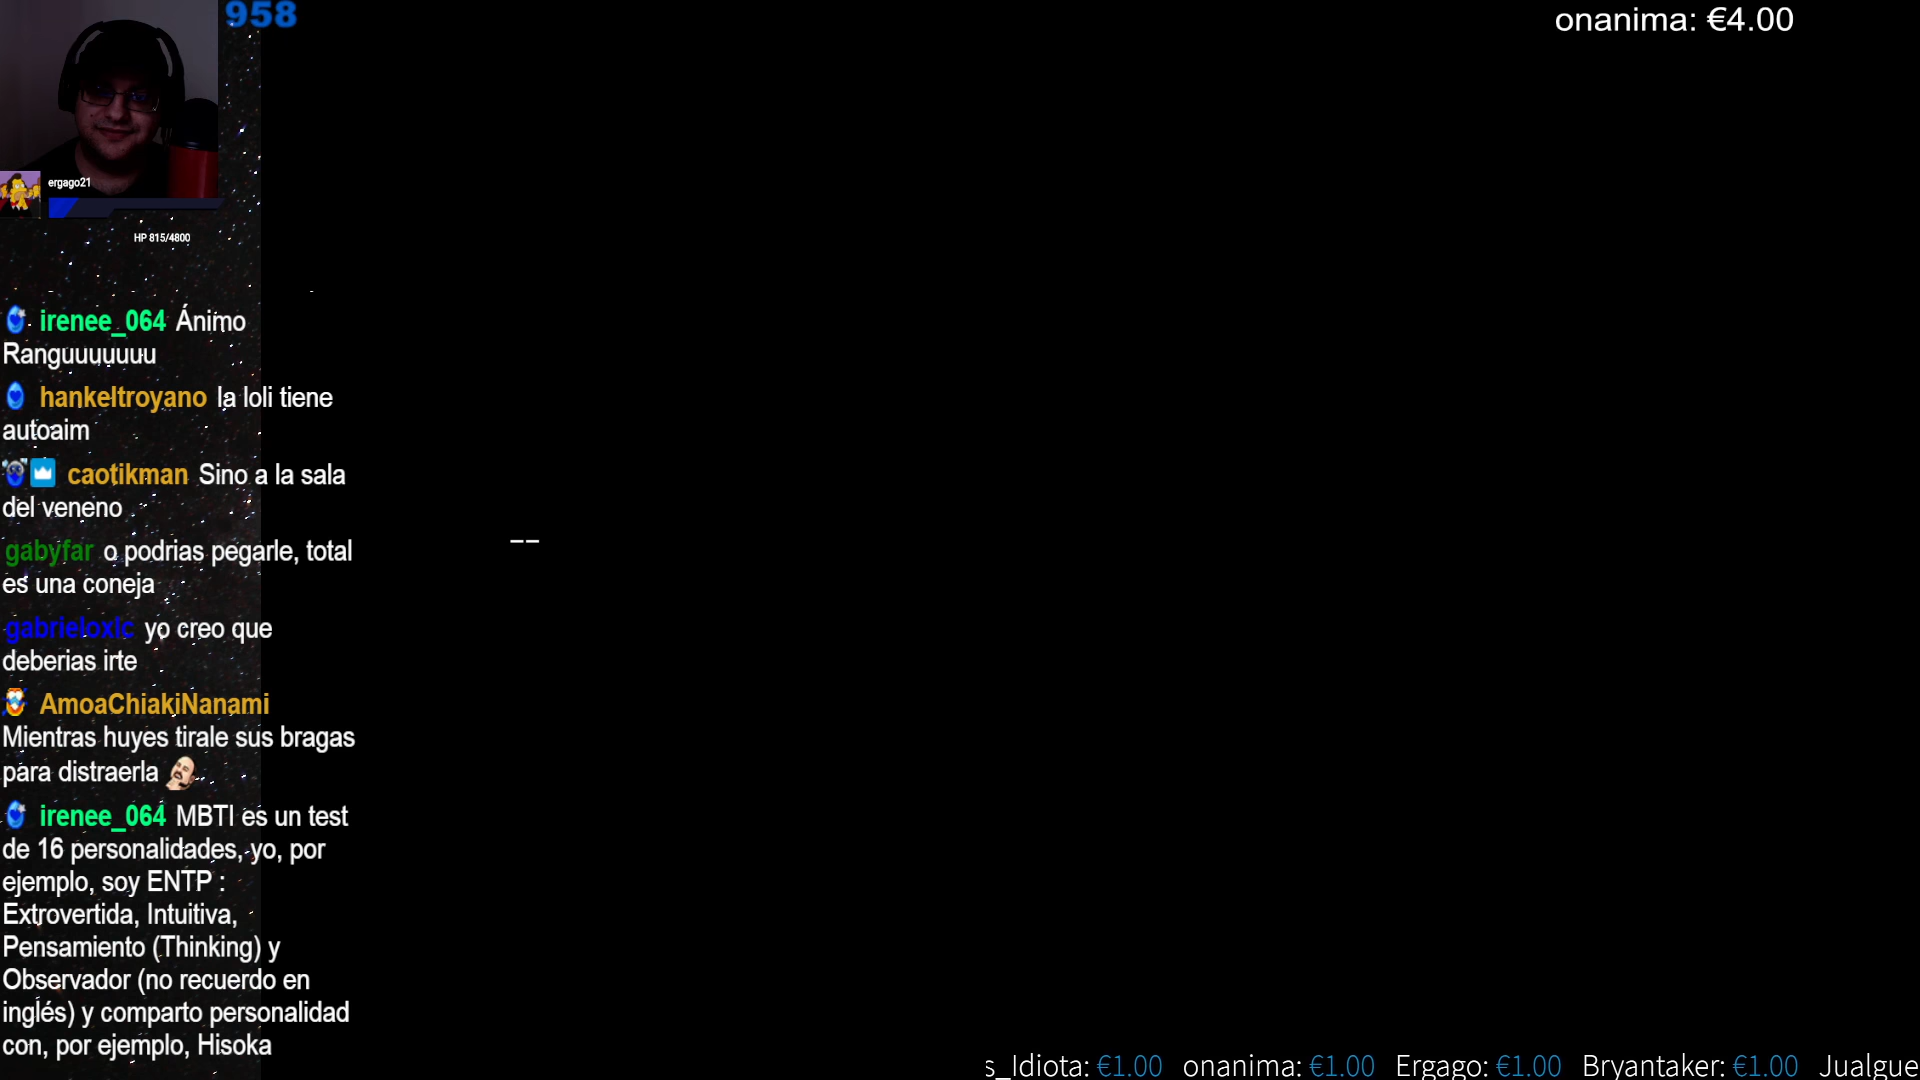 958
onanima: €4.00
ergago21
HP 815/4800
irenee_064 Ánimo
Ranguuuuuuu
hankeltroyano la loli tiene
autoaim
caotikman Sino a la sala
del veneno
gabyfar o podrias pegarle, total
es una coneja
gabrieloxic yo creo que
deberias irte
AmoaChiakiNanami
Mientras huyes tirale sus bragas
para distraerla
irenee_064 MBTI es un test
de 16 personalidades, yo, por
ejemplo, soy ENTP :
Extrovertida, Intuitiva,
Pensamiento (Thinking) y
Observador (no recuerdo en
inglés) y comparto personalidad
con, por ejemplo, Hisoka
--
s_Idiota: €1.00 onanima: €1.00 Ergago: €1.00 Bryantaker: €1.00 Jualgue